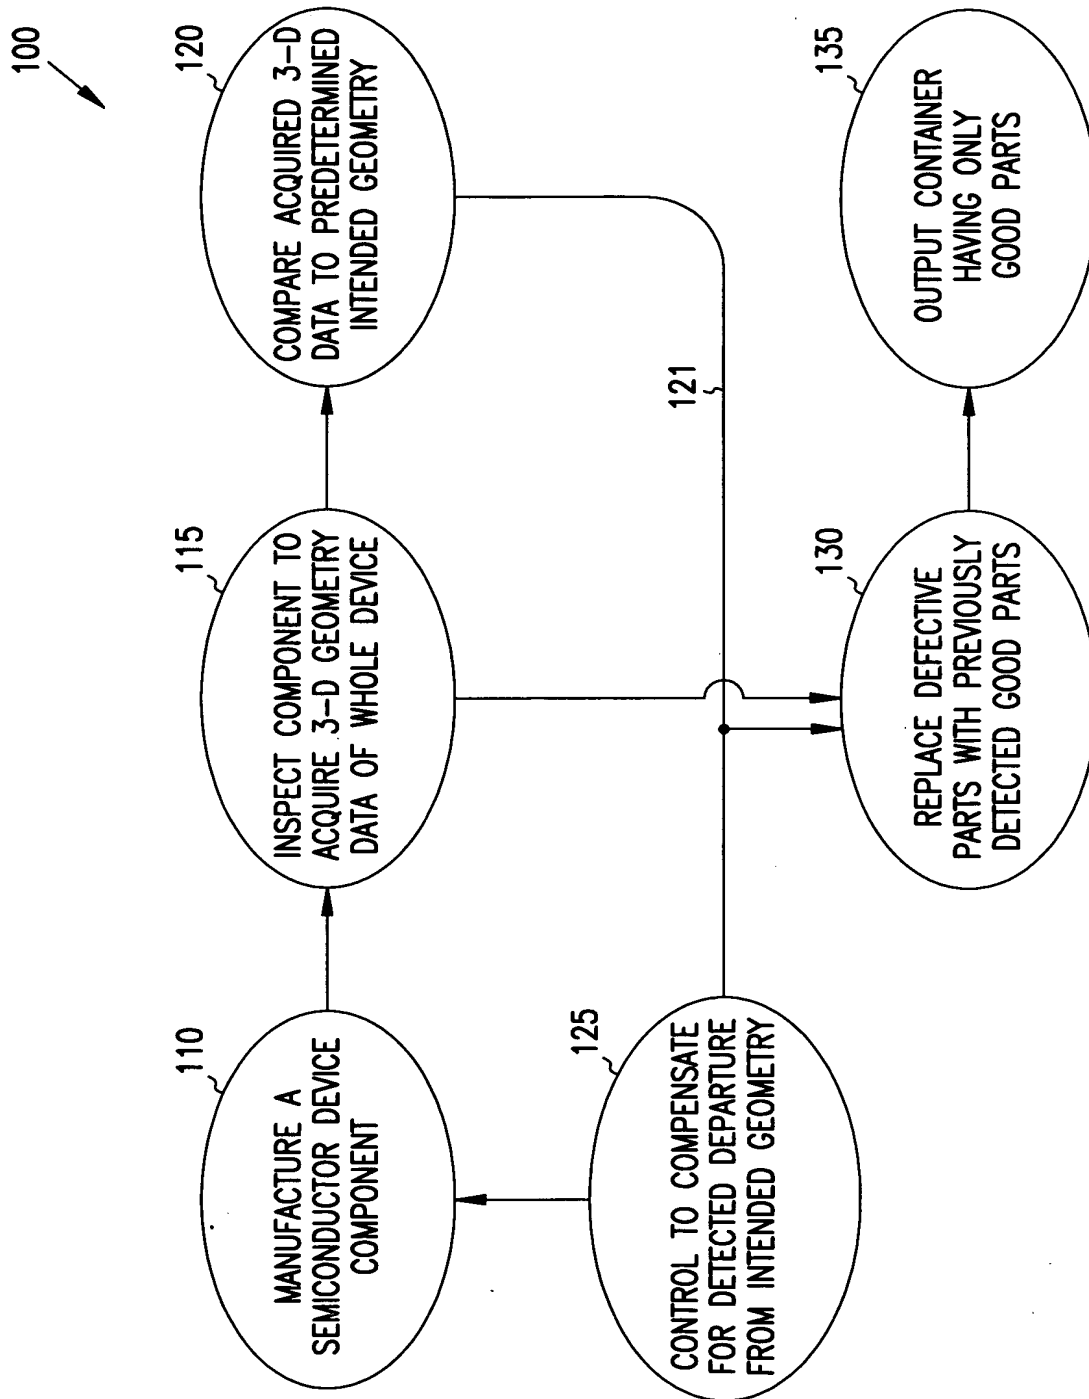 100
110
MANUFACTURE A
SEMICONDUCTOR DEVICE
COMPONENT
115
INSPECT COMPONENT TO
ACQUIRE 3-D GEOMETRY
DATA OF WHOLE DEVICE
120
COMPARE ACQUIRED 3-D
DATA TO PREDETERMINED
INTENDED GEOMETRY
121
125
CONTROL TO COMPENSATE
FOR DETECTED DEPARTURE
FROM INTENDED GEOMETRY
130
REPLACE DEFECTIVE
PARTS WITH PREVIOUSLY
DETECTED GOOD PARTS
135
OUTPUT CONTAINER
HAVING ONLY
GOOD PARTS